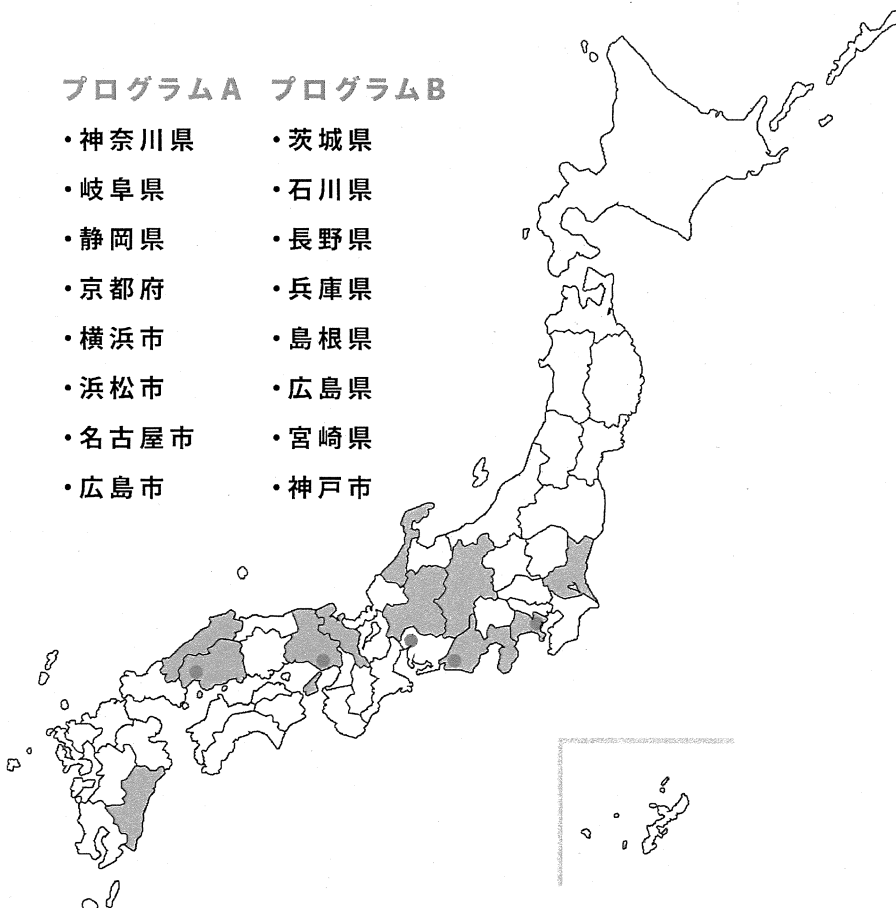 プログラムA
・神奈川県
・岐阜県
・静岡県
・京都府
・横浜市
・浜松市
・名古屋市
・広島市
プログラムB
・茨城県
・石川県
・長野県
・兵庫県
・島根県
・広島県
・宮崎県
・神戸市